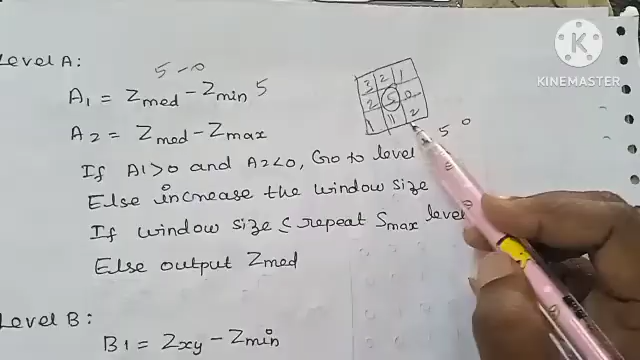 Level A:
5 - 0
A1 = Zmed - Zmin 5
A2 = Zmed - Zmax
If A1>0 and A2<0, Go to level
Else increase the window size
If window size ≤ repeat Smax level
Else output Zmed
Level B:
B1 = Zxy - Zmin
3 2 1
2 5 0
1 11 2
5 0
K
KINEMASTER